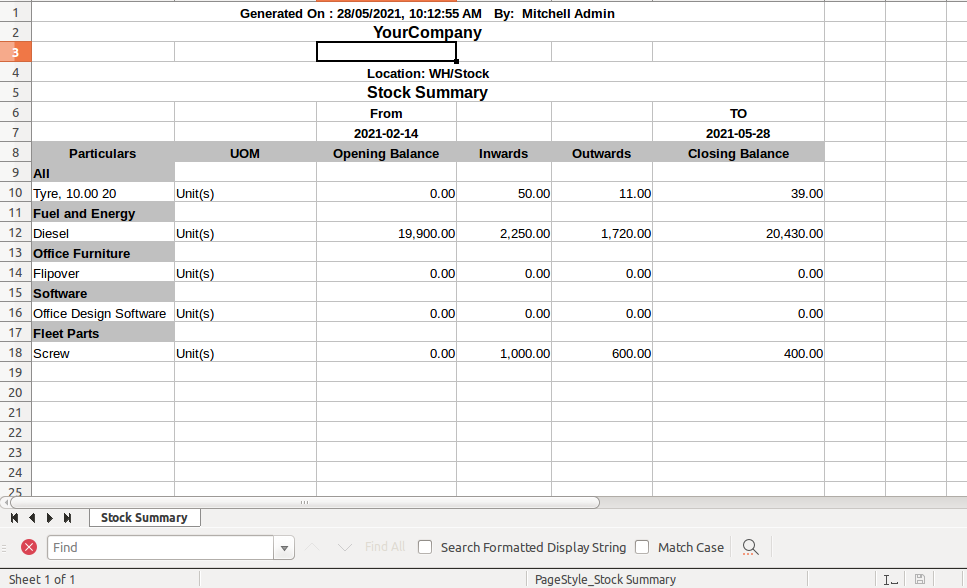 1 Generated On : 28/05/2021, 10:12:55 AM By: Mitchell Admin
2 YourCompany
3
4 Location: WH/Stock
5 Stock Summary
6 From TO
7 2021-02-14 2021-05-28
8 Particulars UOM Opening Balance Inwards Outwards Closing Balance
9 All
10 Tyre, 10.00 20 Unit(s) 0.00 50.00 11.00 39.00
11 Fuel and Energy
12 Diesel Unit(s) 19,900.00 2,250.00 1,720.00 20,430.00
13 Office Furniture
14 Flipover Unit(s) 0.00 0.00 0.00 0.00
15 Software
16 Office Design Software Unit(s) 0.00 0.00 0.00 0.00
17 Fleet Parts
18 Screw Unit(s) 0.00 1,000.00 600.00 400.00
19
20
21
22
23
24
25
Stock Summary
Find Find All Search Formatted Display String Match Case
Sheet 1 of 1 PageStyle_Stock Summary